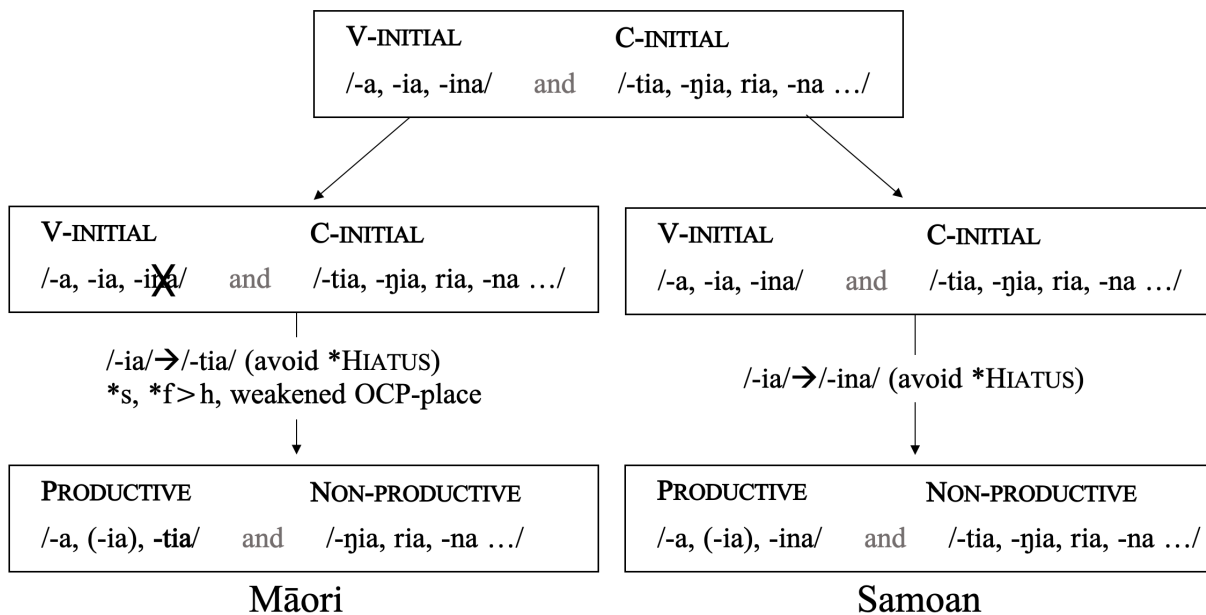 V-INITIAL C-INITIAL
/-a, -ia, -ina/ and /-tia, -ŋia, ria, -na …/
V-INITIAL C-INITIAL
/-a, -ia, -ina/ and /-tia, -ŋia, ria, -na …/
V-INITIAL C-INITIAL
/-a, -ia, -ina/ and /-tia, -ŋia, ria, -na …/
/-ia/→/-tia/ (avoid *HIATUS)
*s, *f>h, weakened OCP-place
/-ia/→/-ina/ (avoid *HIATUS)
PRODUCTIVE NON-PRODUCTIVE
/-a, (-ia), -tia/ and /-ŋia, ria, -na …/
PRODUCTIVE NON-PRODUCTIVE
/-a, (-ia), -ina/ and /-tia, -ŋia, ria, -na …/
Māori
Samoan